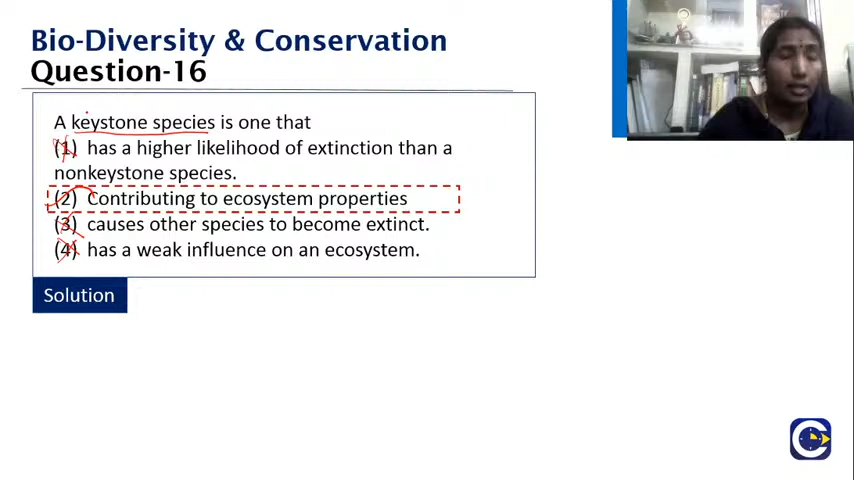 Bio-Diversity & Conservation
Question-16
A keystone species is one that
(1) has a higher likelihood of extinction than a
nonkeystone species.
(2) Contributing to ecosystem properties
(3) causes other species to become extinct.
(4) has a weak influence on an ecosystem.
Solution